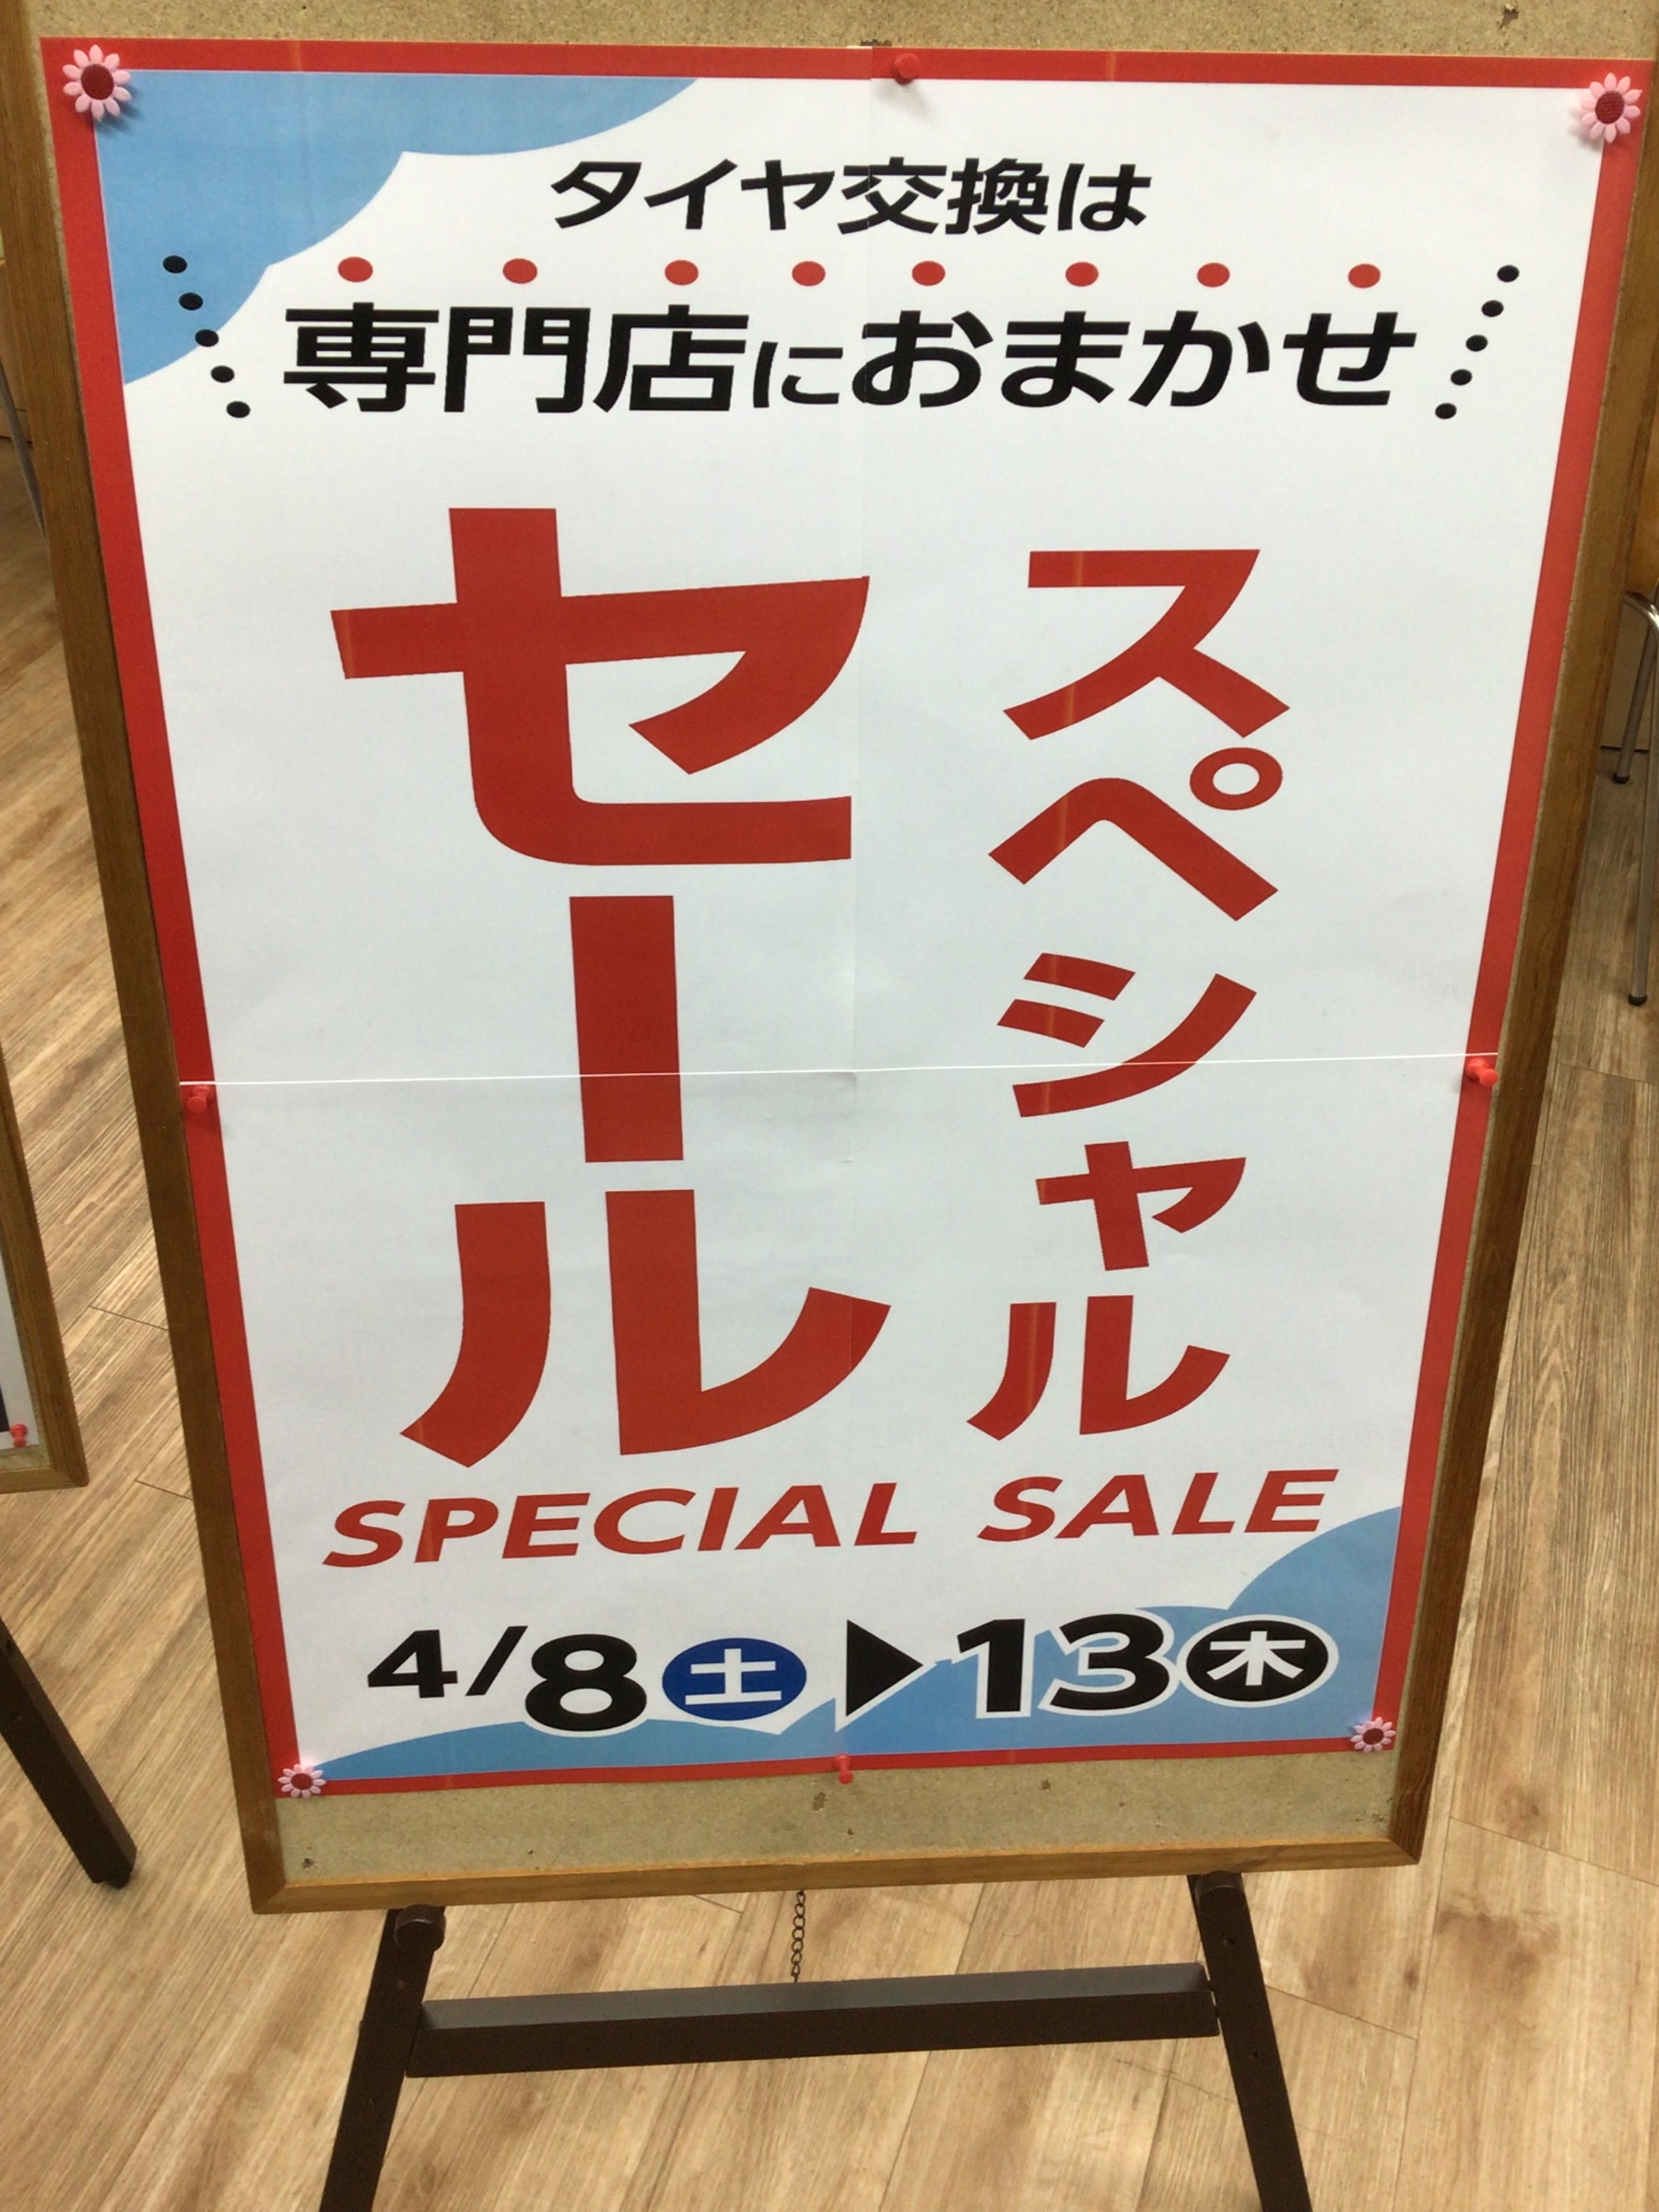 タイヤ交換は
専門店におまかせ
スペシャル
セール
SPECIAL SALE
4/8土▶13木